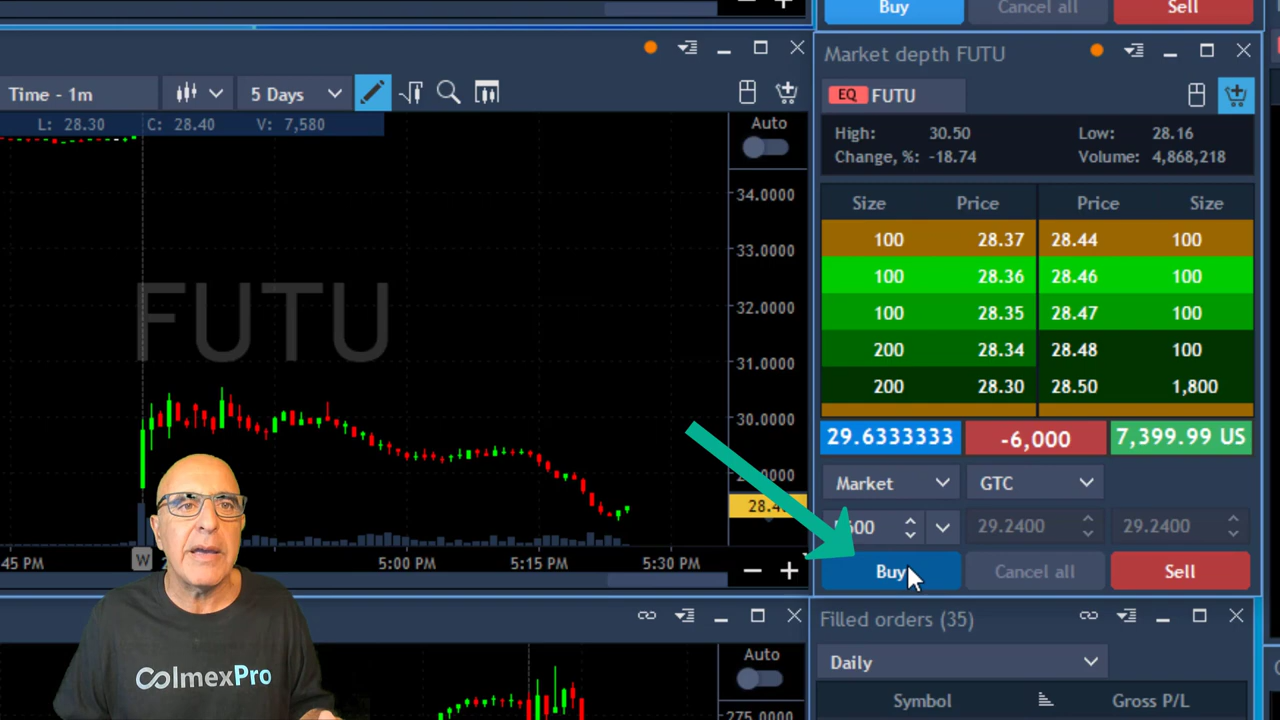 Buy Cancel all Sell
Time - 1m 5 Days
L: 28.30 C: 28.40 V: 7,580
Auto
34.0000
33.0000
32.0000
31.0000
30.0000
FUTU
W
5:00 PM 5:15 PM 5:30 PM
Market depth FUTU
EQ FUTU
High: 30.50 Low: 28.16
Change, %: -18.74 Volume: 4,868,218
Size Price Price Size
100 28.37 28.44 100
100 28.36 28.46 100
100 28.35 28.47 100
200 28.34 28.48 100
200 28.30 28.50 1,800
29.6333333 -6,000 7,399.99 US
Market GTC
29.2400 29.2400
Buy Cancel all Sell
Filled orders (35)
Daily
Symbol Gross P/L
Auto
275.0000
ColmexPro